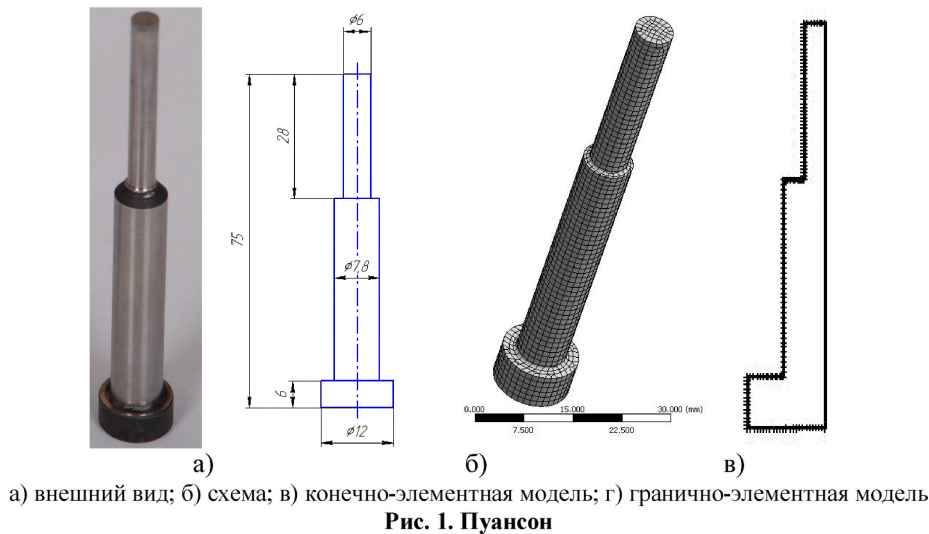 ϕ6
28
75
ϕ7,8
6
ϕ12
0.000 15.000 30.000 (mm)
7.500 22.500
а) б) в)
а) внешний вид; б) схема; в) конечно-элементная модель; г) гранично-элементная модель
Рис. 1. Пуансон